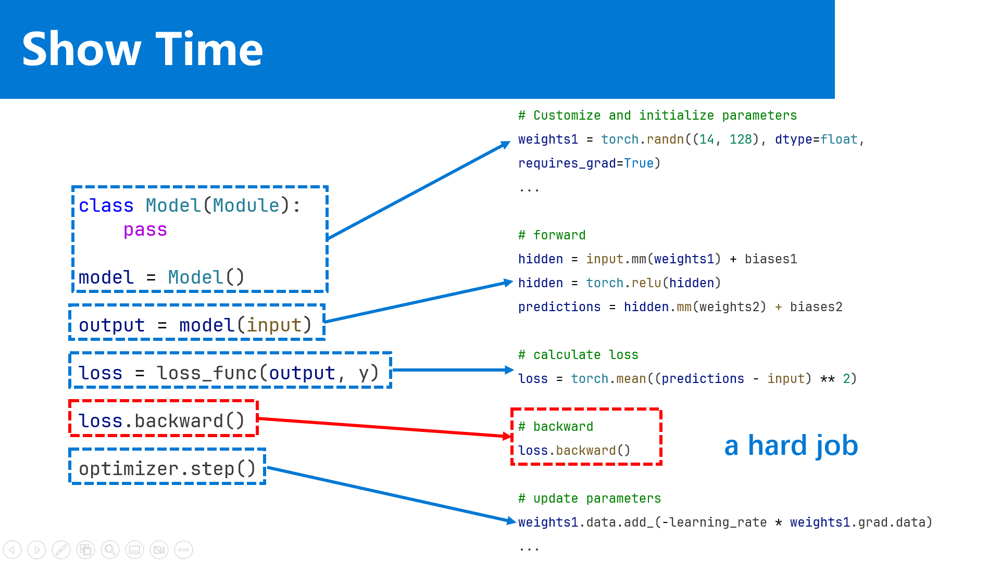 Show Time
class Model(Module):
    pass
model = Model()
output = model(input)
loss = loss_func(output, y)
loss.backward()
optimizer.step()
# Customize and initialize parameters
weights1 = torch.randn((14, 128), dtype=float,
requires_grad=True)
...
# forward
hidden = input.mm(weights1) + biases1
hidden = torch.relu(hidden)
predictions = hidden.mm(weights2) + biases2
# calculate loss
loss = torch.mean((predictions - input) ** 2)
# backward
loss.backward()
a hard job
# update parameters
weights1.data.add_(-learning_rate * weights1.grad.data)
...